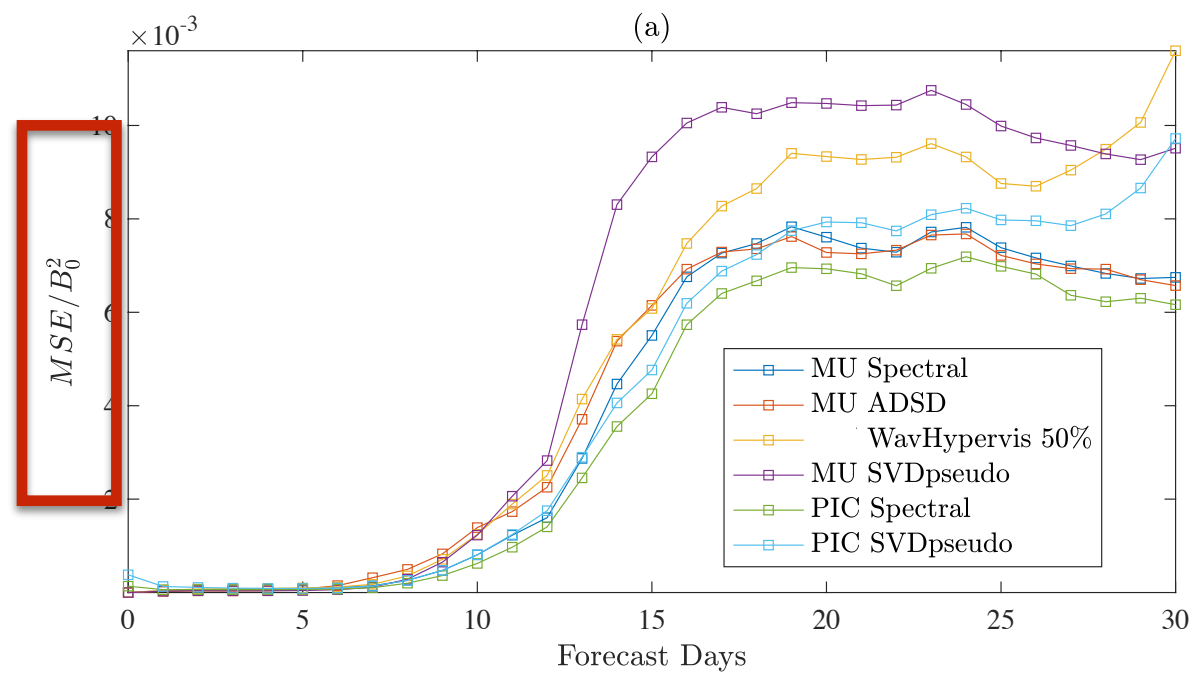 (a)
×10⁻³
10
8
6
4
2
MSE/B₀²
0 5 10 15 20 25 30
Forecast Days
MU Spectral
MU ADSD
WavHypervis 50%
MU SVDpseudo
PIC Spectral
PIC SVDpseudo